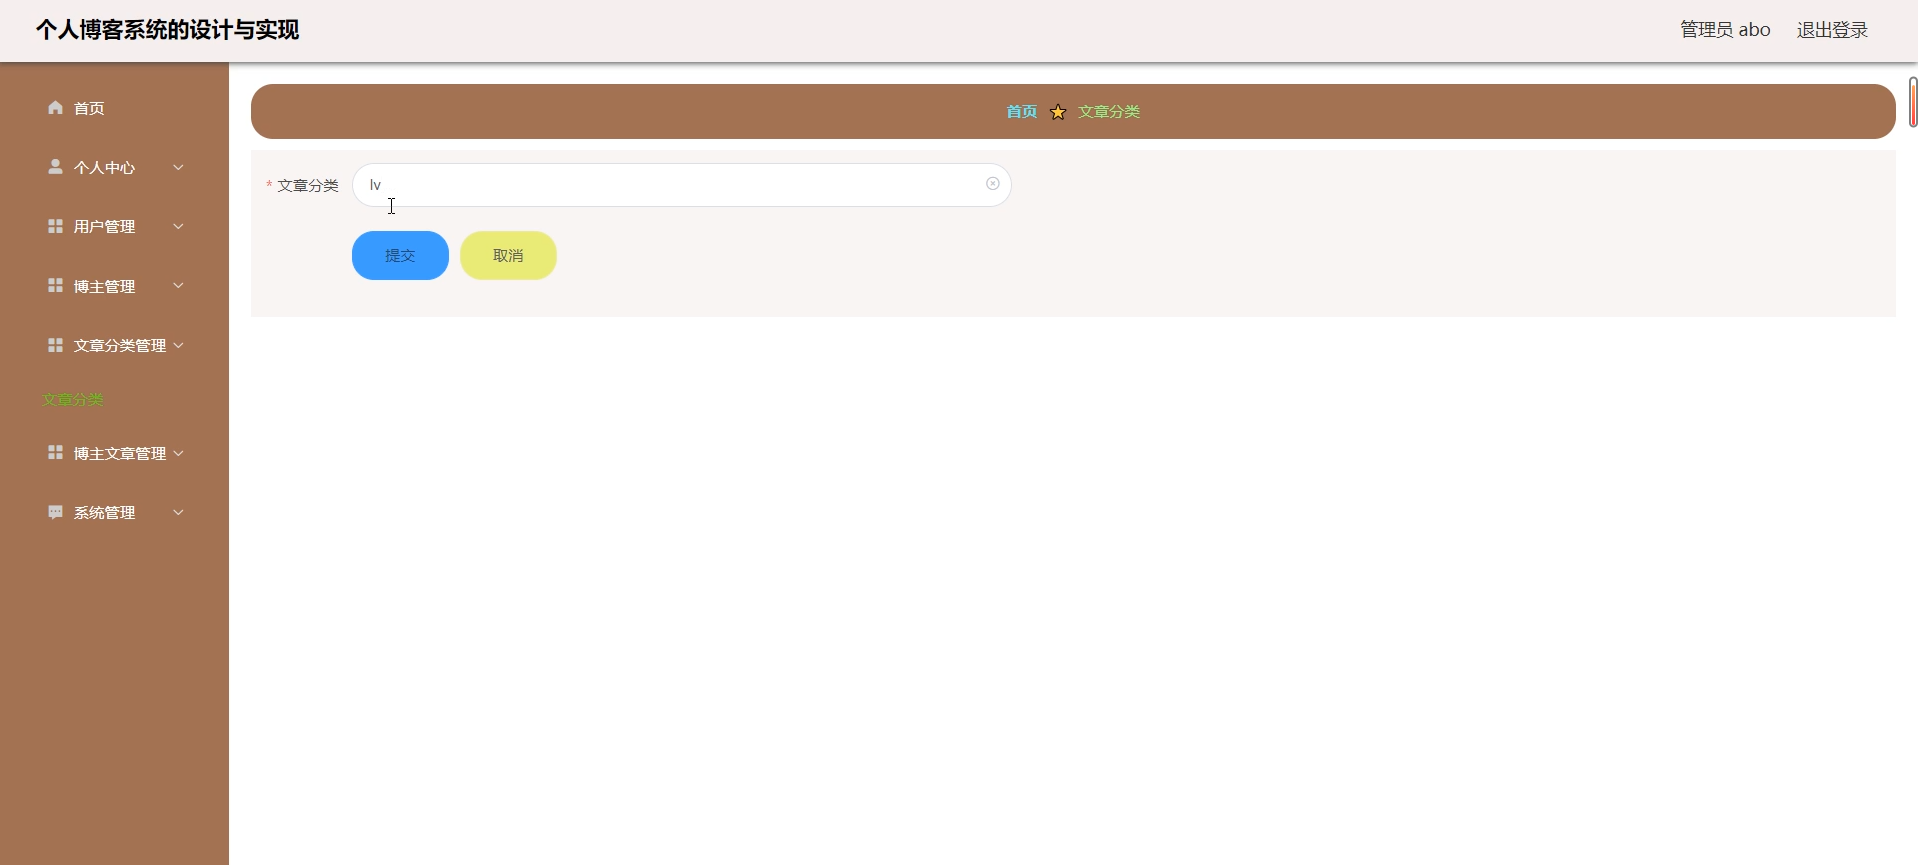 个人博客系统的设计与实现
管理员 abo
退出登录
首页
个人中心
用户管理
博主管理
文章分类管理
文章分类
博主文章管理
系统管理
首页 文章分类
* 文章分类 lv
提交 取消